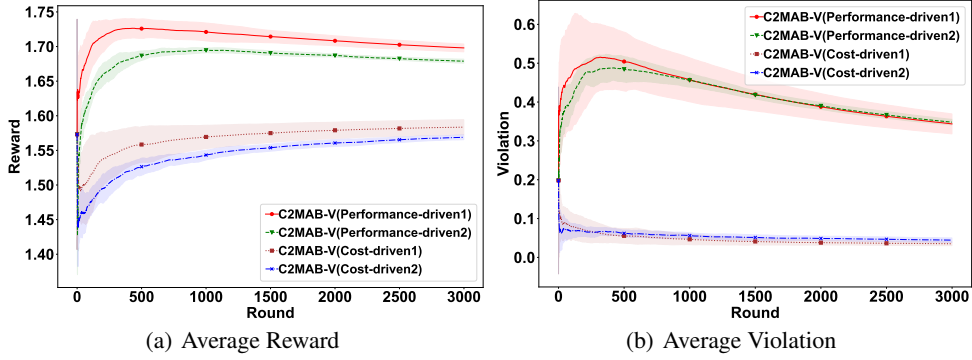 1.75
1.70
1.65
1.60
1.55
1.50
1.45
1.40
Reward
C2MAB-V(Performance-driven1)
C2MAB-V(Performance-driven2)
C2MAB-V(Cost-driven1)
C2MAB-V(Cost-driven2)
0 500 1000 1500 2000 2500 3000
Round
(a) Average Reward
0.6
0.5
0.4
0.3
0.2
0.1
0.0
Violation
C2MAB-V(Performance-driven1)
C2MAB-V(Performance-driven2)
C2MAB-V(Cost-driven1)
C2MAB-V(Cost-driven2)
0 500 1000 1500 2000 2500 3000
Round
(b) Average Violation